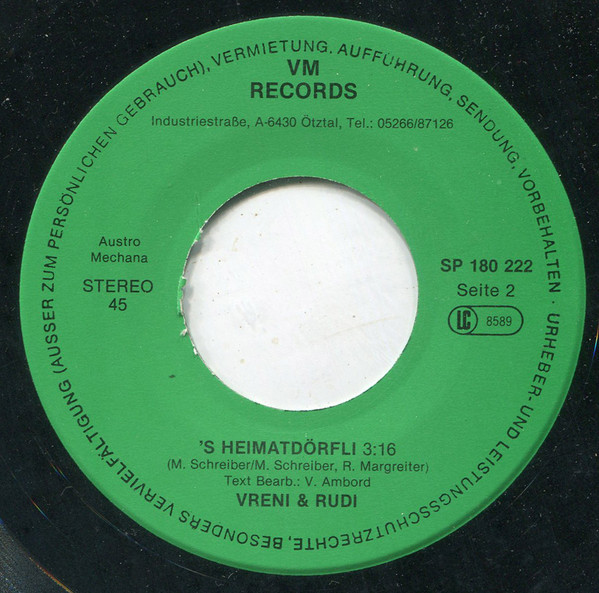 URHEBER- UND LEISTUNGSSCHUTZRECHTE, BESONDERS VERVIELFÄLTIGUNG (AUSSER ZUM PERSÖNLICHEN GEBRAUCH), VERMIETUNG. AUFFÜHRUNG, SENDUNG, VORBEHALTEN ·
VM
RECORDS
Industriestraße, A-6430 Ötztal, Tel.: 05266/87126
Austro
Mechana
STEREO
45
SP 180 222
Seite 2
LC 8589
'S HEIMATDÖRFLI 3:16
(M. Schreiber/M. Schreiber, R. Margreiter)
Text Bearb.: V. Ambord
VRENI & RUDI